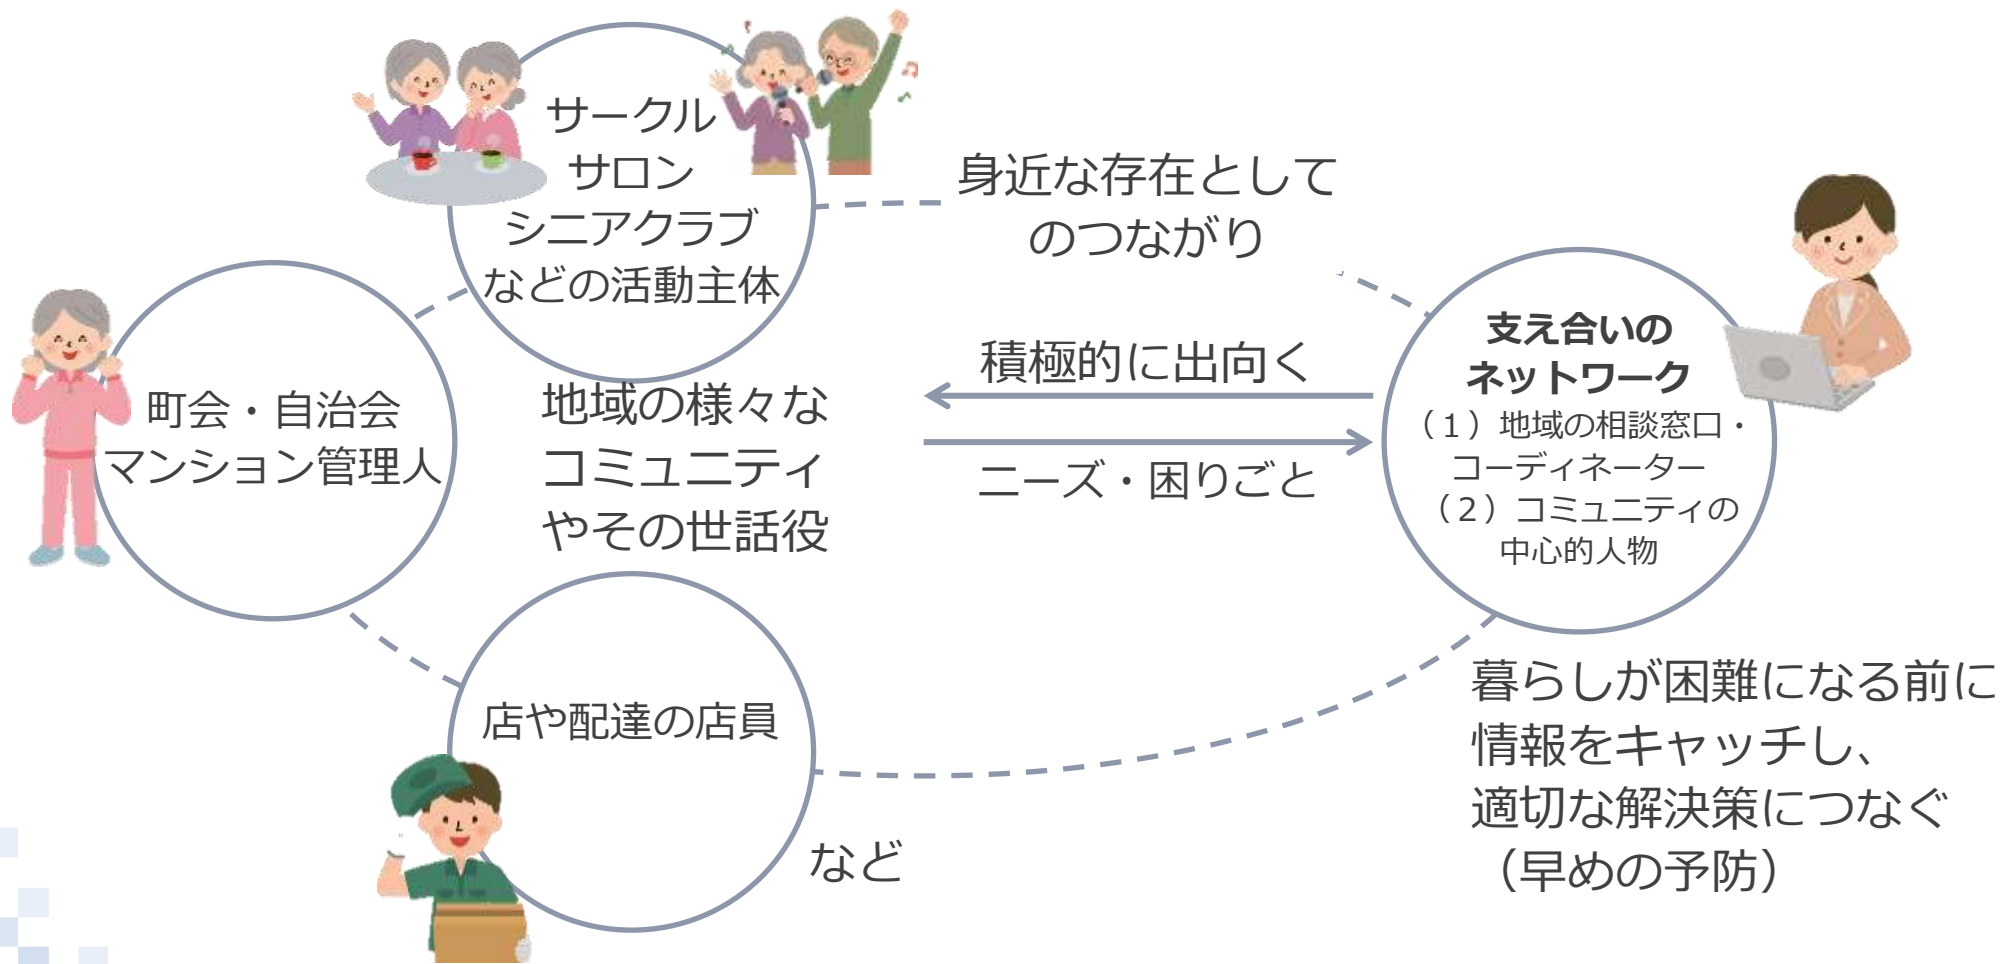 サークル
サロン
シニアクラブ
などの活動主体
身近な存在として
のつながり
町会・自治会
マンション管理人
地域の様々な
コミュニティ
やその世話役
積極的に出向く
ニーズ・困りごと
支え合いの
ネットワーク
（１）地域の相談窓口・
コーディネーター
（２）コミュニティの
中心的人物
店や配達の店員
など
暮らしが困難になる前に
情報をキャッチし、
適切な解決策につなぐ
（早めの予防）